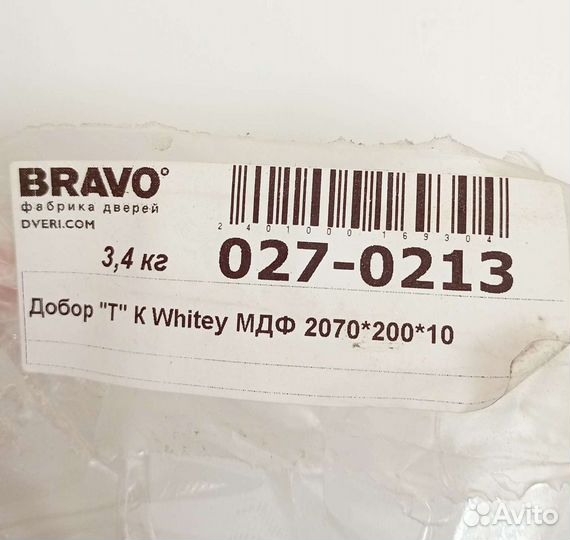 BRAVO°
фабрика дверей
DVERI.COM
2401000169304
3,4 кг
027-0213
Добор "Т" К Whitey МДФ 2070*200*10
Avito